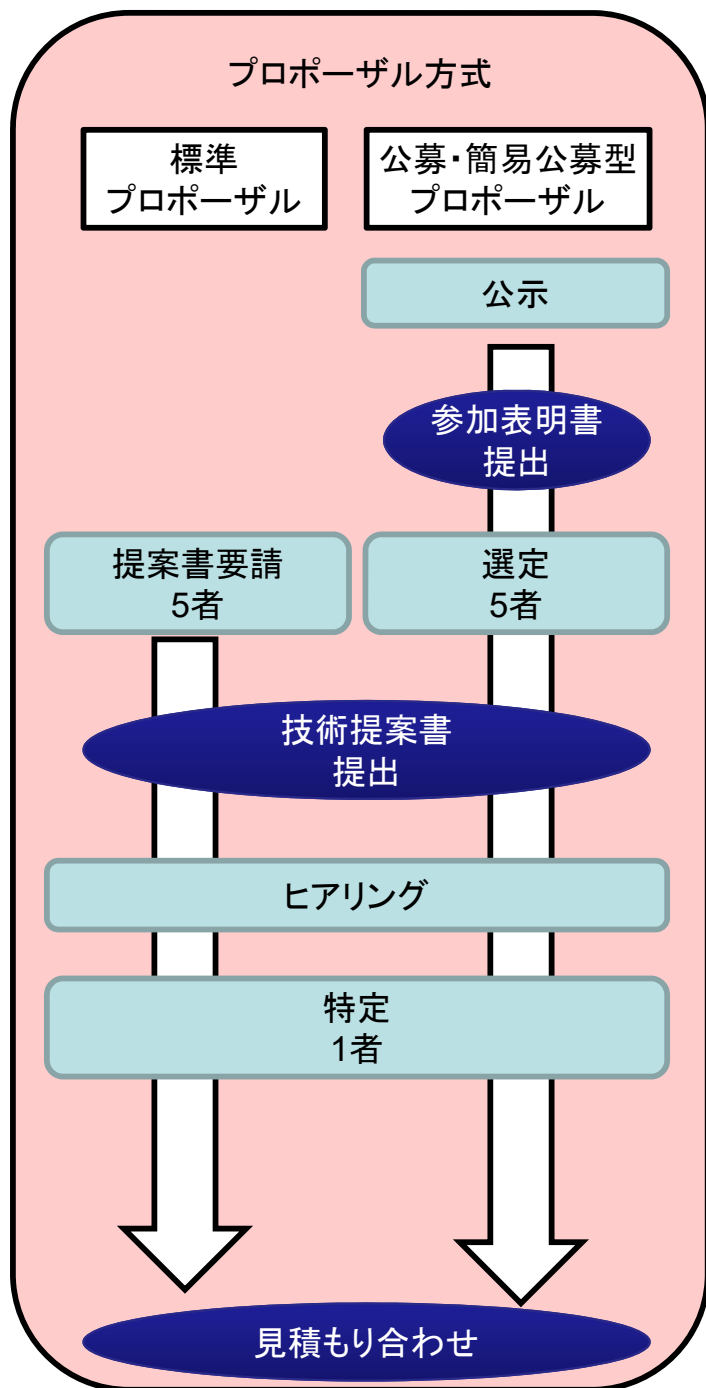 プロポーザル方式
標準
プロポーザル
公募・簡易公募型
プロポーザル
公示
参加表明書
提出
提案書要請
5者
選定
5者
技術提案書
提出
ヒアリング
特定
1者
見積もり合わせ